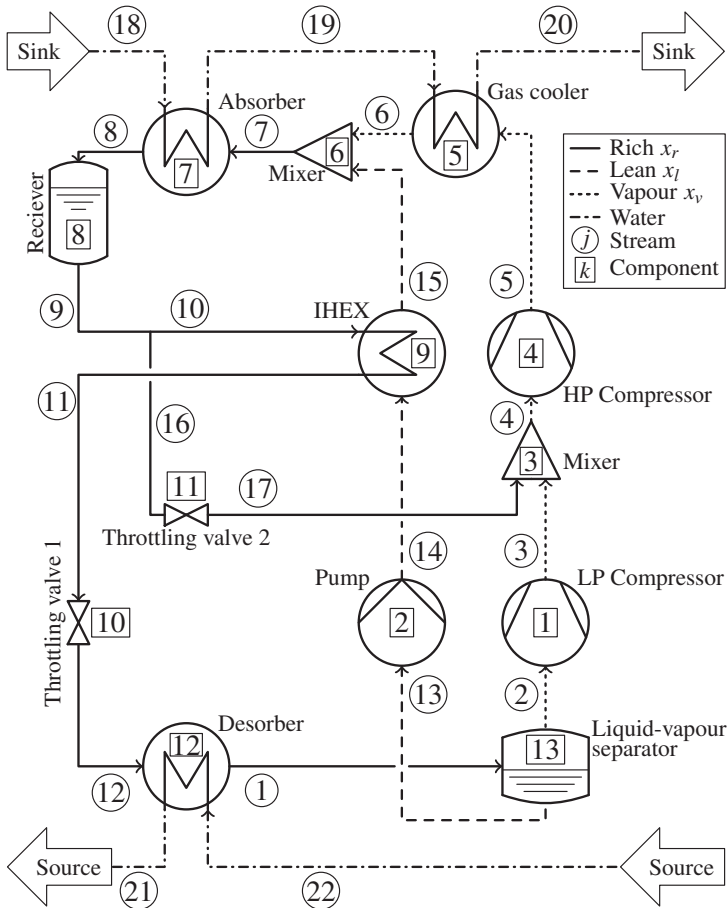 18
19
20
Sink
Sink
Absorber
Gas cooler
8
7
6
7
Mixer
6
5
Rich x_r
Lean x_l
Vapour x_v
Water
j Stream
k Component
Reciever
8
9
10
IHEX
15
5
9
4
11
16
4
HP Compressor
3
Mixer
11
17
Throttling valve 2
14
3
Pump
LP Compressor
Throttling valve 1
10
2
1
13
2
Desorber
12
Liquid-vapour
separator
13
12
1
Source
Source
21
22